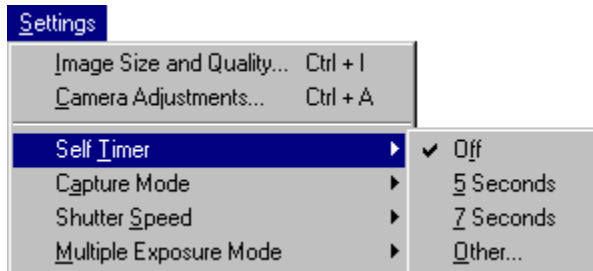 Settings
Image Size and Quality... Ctrl + I
Camera Adjustments... Ctrl + A
Self Timer
Off
Capture Mode
5 Seconds
Shutter Speed
7 Seconds
Multiple Exposure Mode
Other...